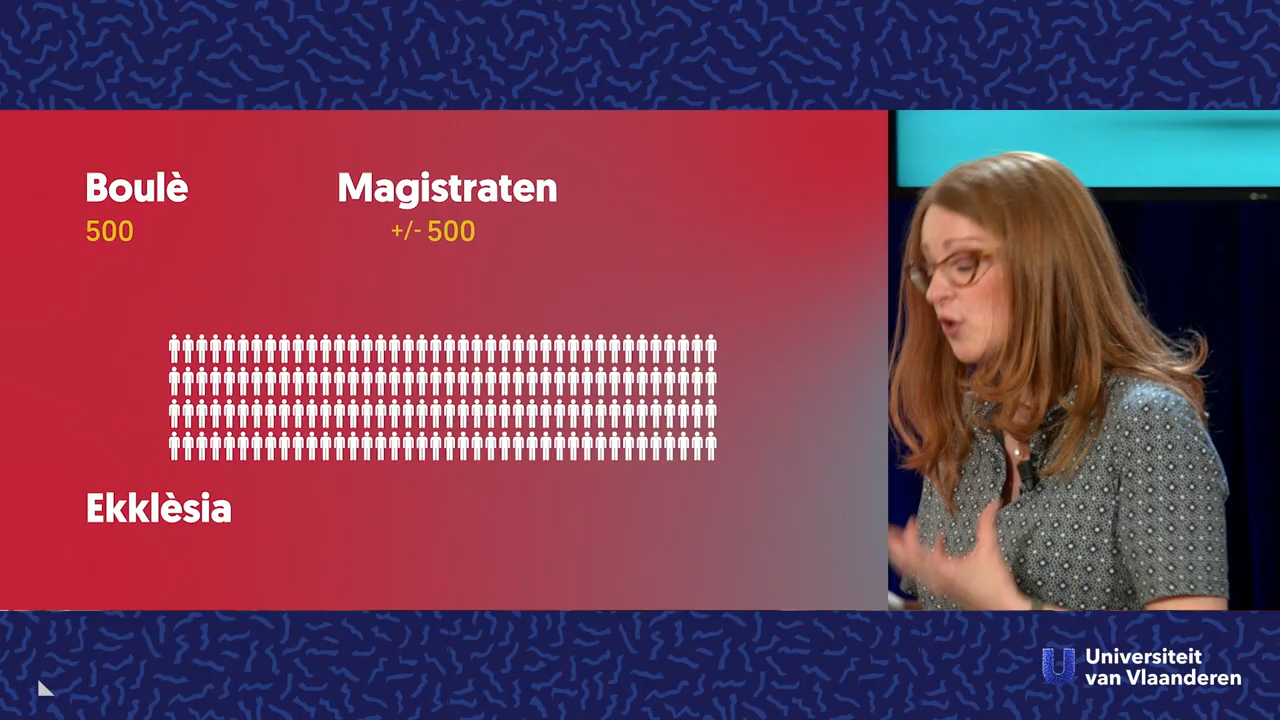 Boulè
500
Magistraten
+/- 500
Ekklèsia
Universiteit
van Vlaanderen